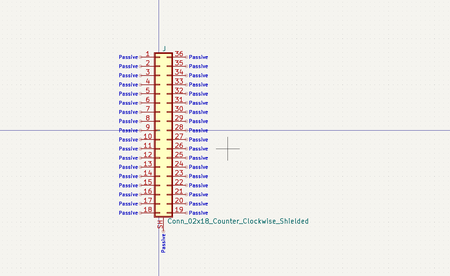 J
Passive 1 36 Passive
Passive 2 35 Passive
Passive 3 34 Passive
Passive 4 33 Passive
Passive 5 32 Passive
Passive 6 31 Passive
Passive 7 30 Passive
Passive 8 29 Passive
Passive 9 28 Passive
Passive 10 27 Passive
Passive 11 26 Passive
Passive 12 25 Passive
Passive 13 24 Passive
Passive 14 23 Passive
Passive 15 22 Passive
Passive 16 21 Passive
Passive 17 20 Passive
Passive 18 19 Passive
Conn_02x18_Counter_Clockwise_Shielded
SH
Passive